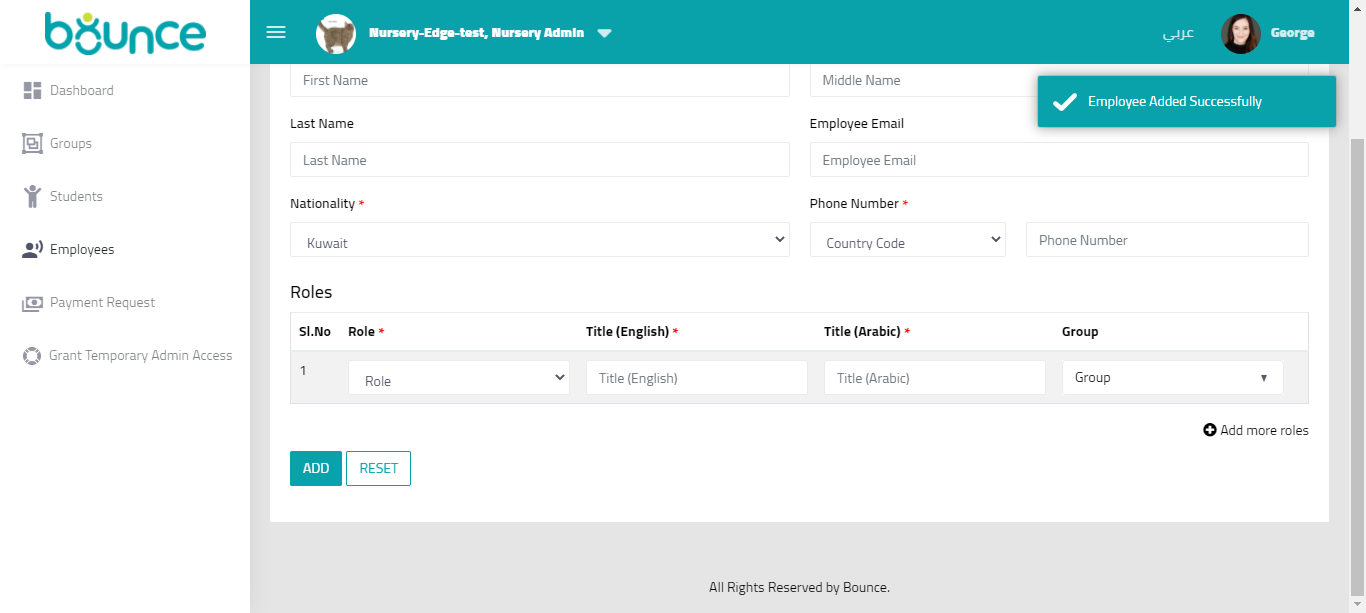 bounce
Nursery-Edge-test, Nursery Admin
عربي
George
Dashboard
Groups
Students
Employees
Payment Request
Grant Temporary Admin Access
Employee Added Successfully
First Name
Middle Name
Last Name
Employee Email
Last Name
Employee Email
Nationality *
Phone Number *
Kuwait
Country Code
Phone Number
Roles
Sl.No Role * Title (English) * Title (Arabic) * Group
1 Role Title (English) Title (Arabic) Group
Add more roles
ADD RESET
All Rights Reserved by Bounce.